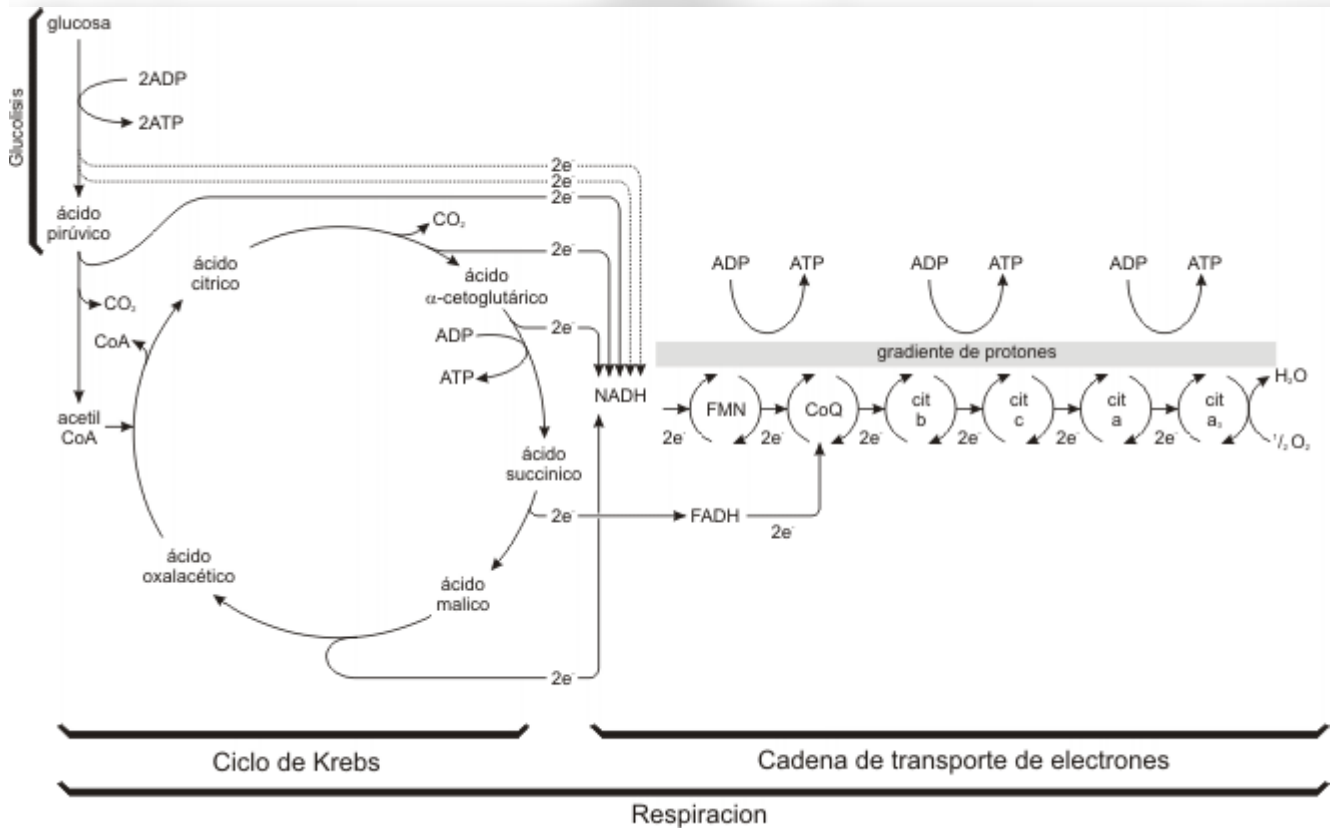 glucosa
Glucolisis
2ADP
2ATP
2e⁻
2e⁻
2e⁻
ácido
pirúvico
CO₂
ácido
cítrico
2e⁻
ácido
α-cetoglutárico
CO₂
CoA
ADP
ATP
2e⁻
acetil
CoA
NADH
ácido
succínico
2e⁻
FADH
2e⁻
ácido
oxalacético
ácido
malico
2e⁻
ADP
ATP
ADP
ATP
ADP
ATP
gradiente de protones
2e⁻
FMN
2e⁻
CoQ
2e⁻
cit
b
2e⁻
cit
c
2e⁻
cit
a
2e⁻
cit
a₃
H₂O
¹/₂ O₂
Ciclo de Krebs
Cadena de transporte de electrones
Respiracion